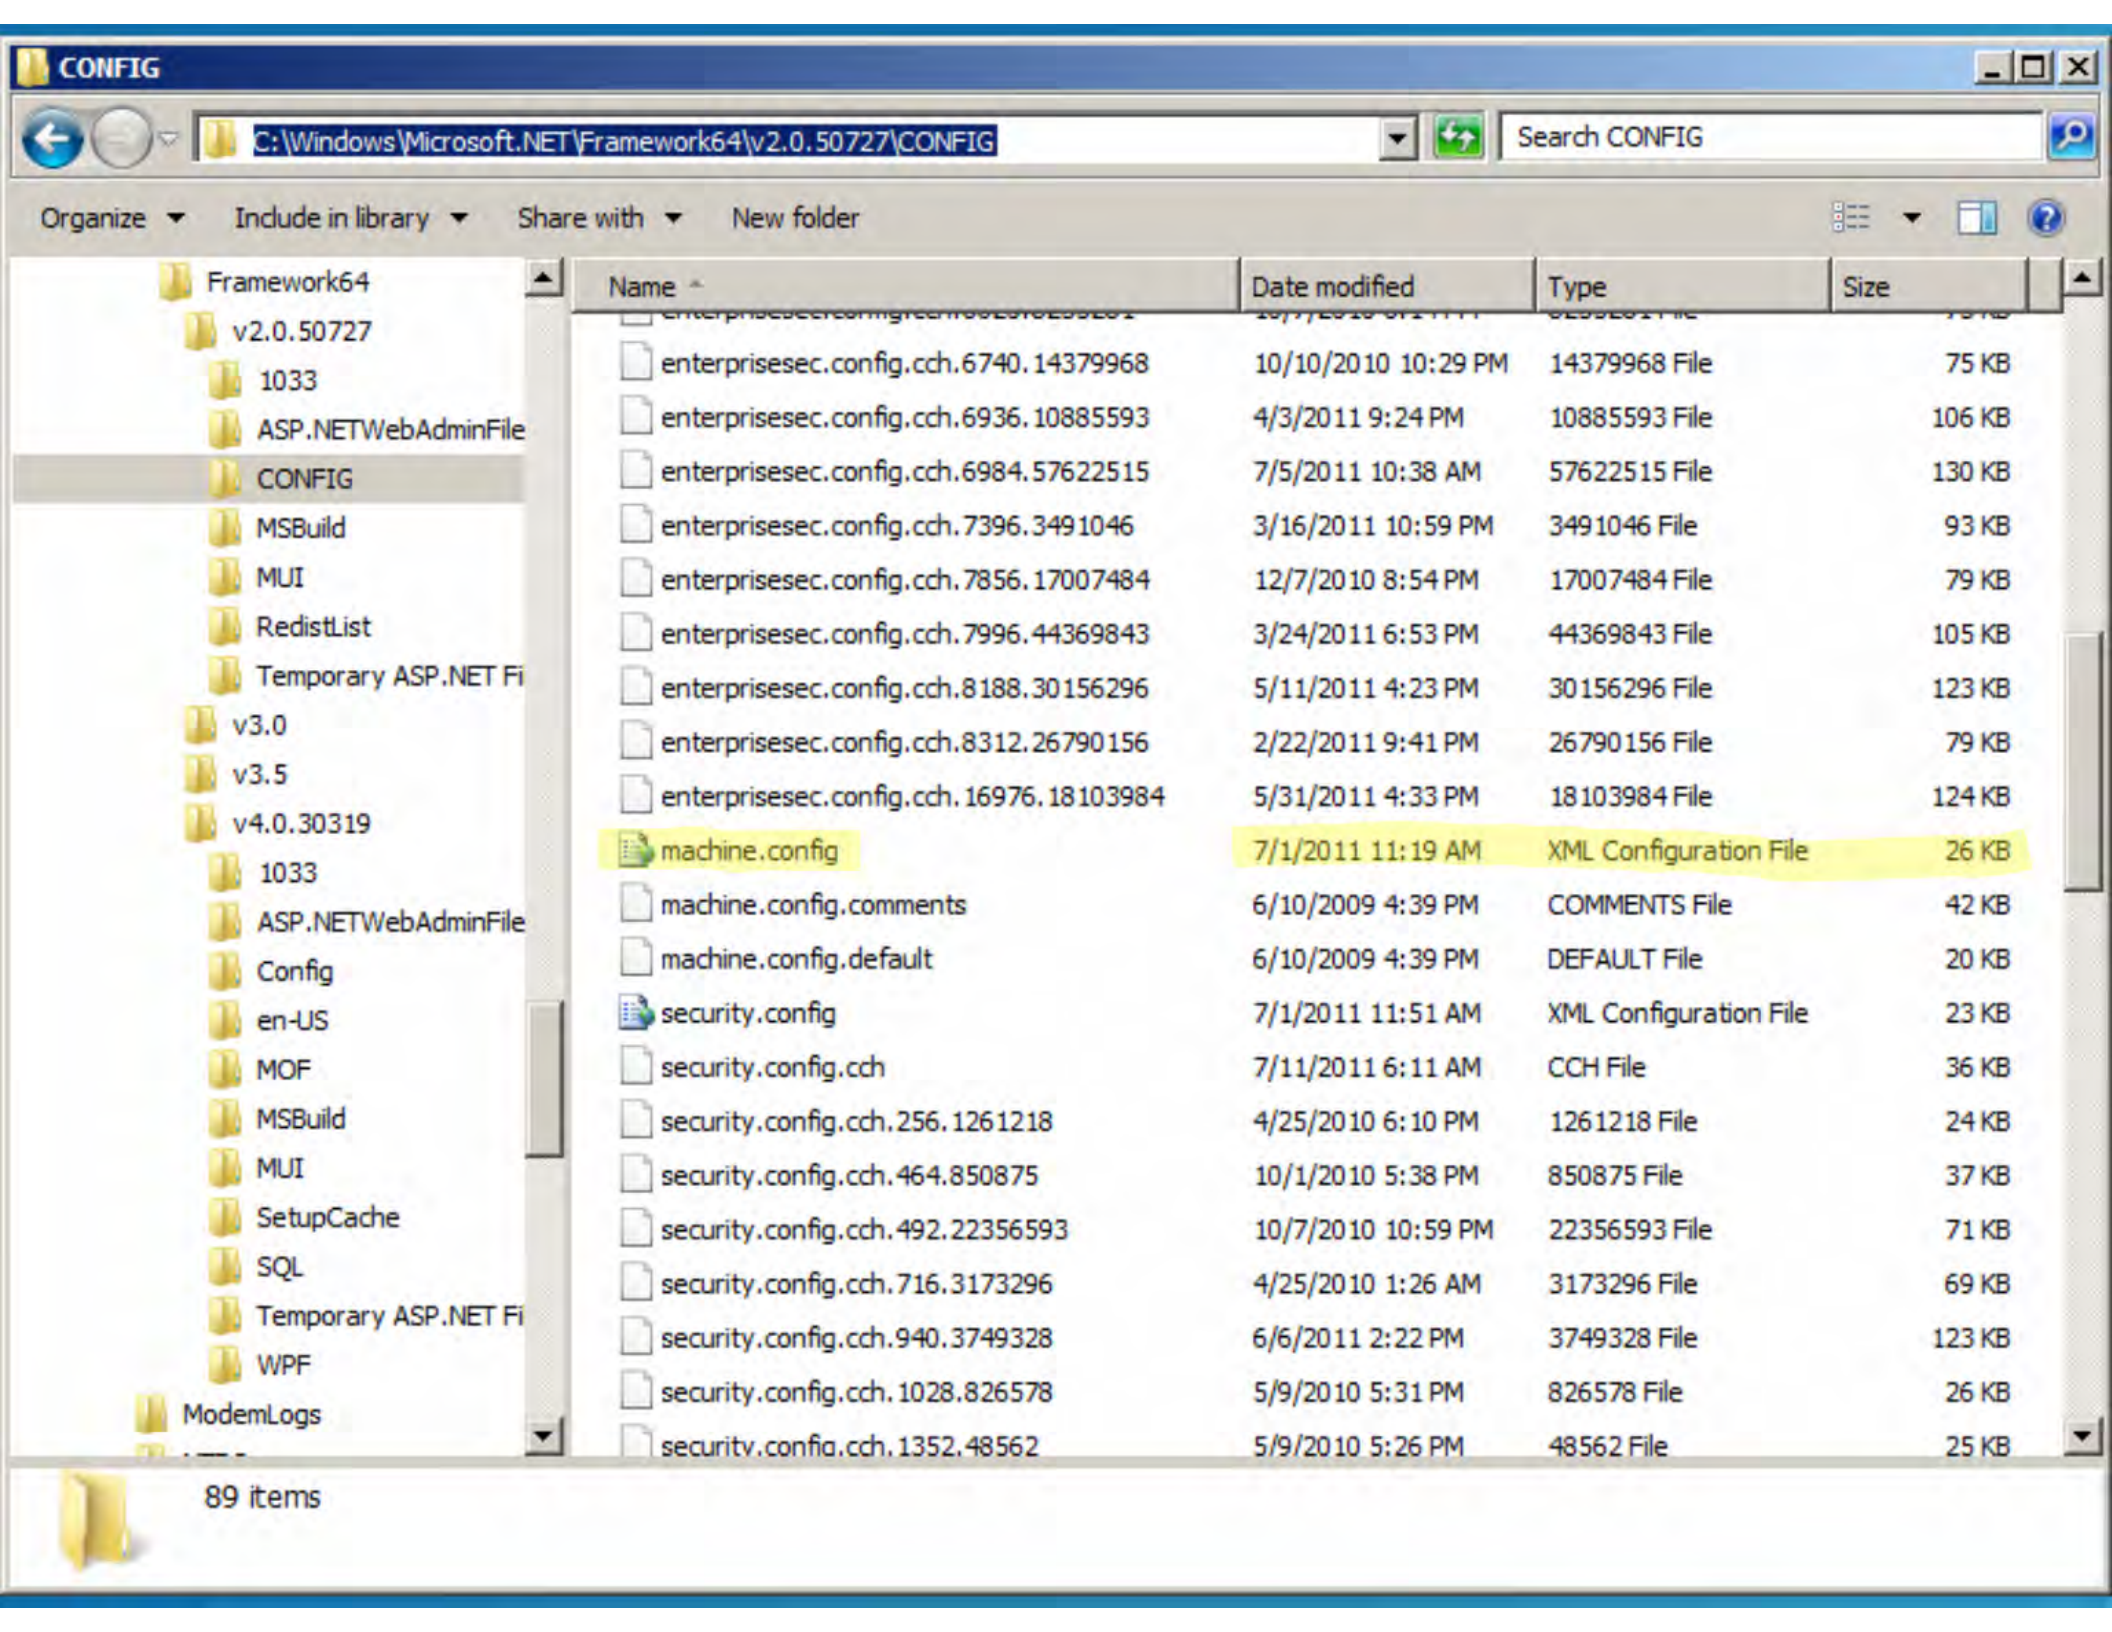 CONFIG
C:\Windows\Microsoft.NET\Framework64\v2.0.50727\CONFIG
Search CONFIG
Organize
Include in library
Share with
New folder
Framework64
v2.0.50727
1033
ASP.NETWebAdminFile
CONFIG
MSBuild
MUI
RedistList
Temporary ASP.NET Fi
v3.0
v3.5
v4.0.30319
1033
ASP.NETWebAdminFile
Config
en-US
MOF
MSBuild
MUI
SetupCache
SQL
Temporary ASP.NET Fi
WPF
ModemLogs
Name Date modified Type Size
enterprisesec.config.cch.6740.14379968 10/10/2010 10:29 PM 14379968 File 75 KB
enterprisesec.config.cch.6936.10885593 4/3/2011 9:24 PM 10885593 File 106 KB
enterprisesec.config.cch.6984.57622515 7/5/2011 10:38 AM 57622515 File 130 KB
enterprisesec.config.cch.7396.3491046 3/16/2011 10:59 PM 3491046 File 93 KB
enterprisesec.config.cch.7856.17007484 12/7/2010 8:54 PM 17007484 File 79 KB
enterprisesec.config.cch.7996.44369843 3/24/2011 6:53 PM 44369843 File 105 KB
enterprisesec.config.cch.8188.30156296 5/11/2011 4:23 PM 30156296 File 123 KB
enterprisesec.config.cch.8312.26790156 2/22/2011 9:41 PM 26790156 File 79 KB
enterprisesec.config.cch.16976.18103984 5/31/2011 4:33 PM 18103984 File 124 KB
machine.config 7/1/2011 11:19 AM XML Configuration File 26 KB
machine.config.comments 6/10/2009 4:39 PM COMMENTS File 42 KB
machine.config.default 6/10/2009 4:39 PM DEFAULT File 20 KB
security.config 7/1/2011 11:51 AM XML Configuration File 23 KB
security.config.cch 7/11/2011 6:11 AM CCH File 36 KB
security.config.cch.256.1261218 4/25/2010 6:10 PM 1261218 File 24 KB
security.config.cch.464.850875 10/1/2010 5:38 PM 850875 File 37 KB
security.config.cch.492.22356593 10/7/2010 10:59 PM 22356593 File 71 KB
security.config.cch.716.3173296 4/25/2010 1:26 AM 3173296 File 69 KB
security.config.cch.940.3749328 6/6/2011 2:22 PM 3749328 File 123 KB
security.config.cch.1028.826578 5/9/2010 5:31 PM 826578 File 26 KB
security.config.cch.1352.48562 5/9/2010 5:26 PM 48562 File 25 KB
89 items